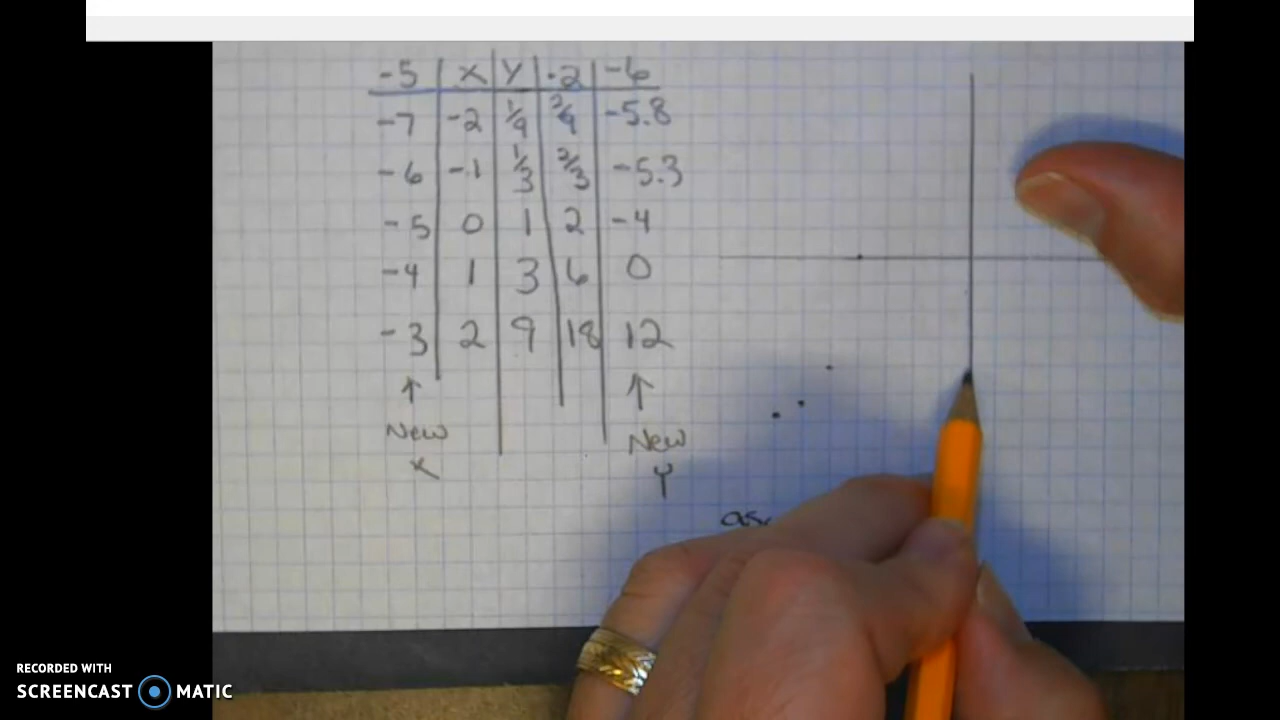 -5 X Y ·2 -6
-7 -2 1/9 2/9 -5.8
-6 -1 1/3 2/3 -5.3
-5 0 1 2 -4
-4 1 3 6 0
-3 2 9 18 12
↑ ↑
New New
X Y
RECORDED WITH
SCREENCAST MATIC